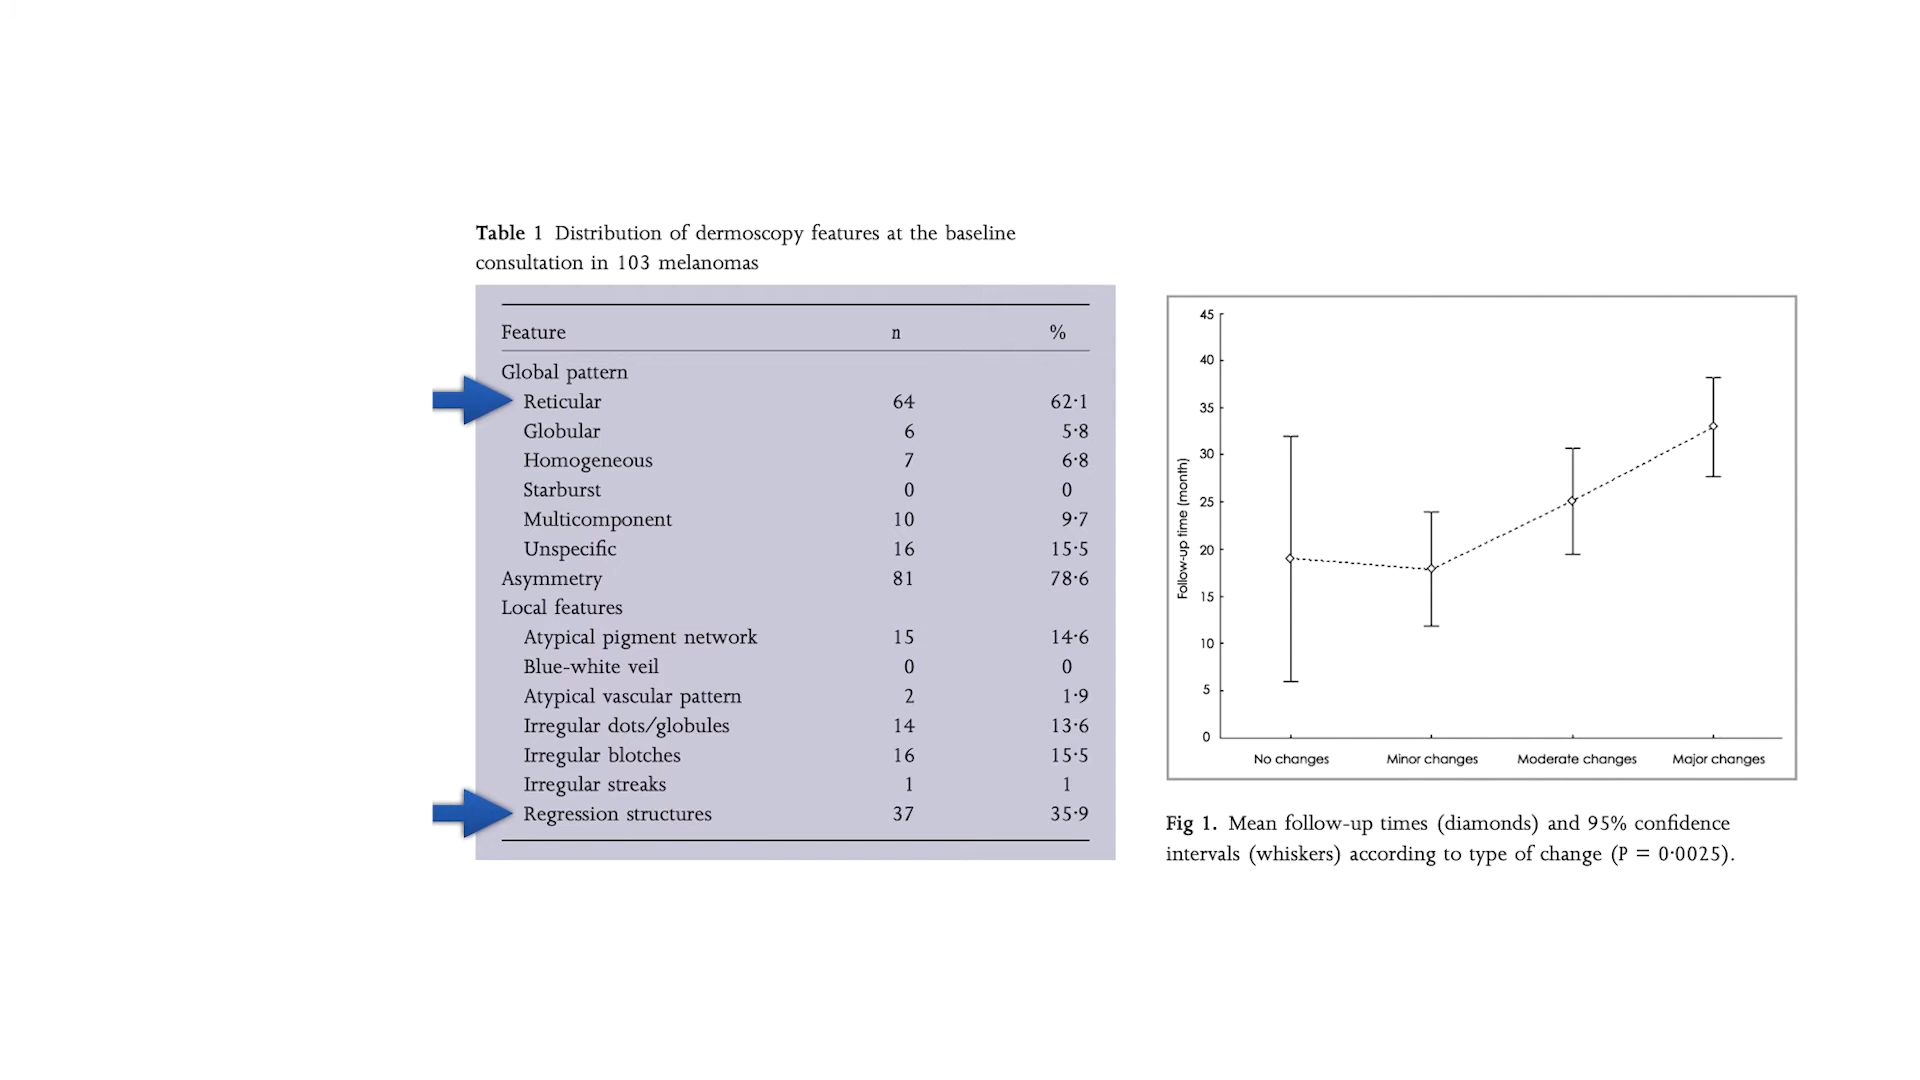 Table 1 Distribution of dermoscopy features at the baseline
consultation in 103 melanomas
Feature n %
Global pattern
Reticular 64 62·1
Globular 6 5·8
Homogeneous 7 6·8
Starburst 0 0
Multicomponent 10 9·7
Unspecific 16 15·5
Asymmetry 81 78·6
Local features
Atypical pigment network 15 14·6
Blue-white veil 0 0
Atypical vascular pattern 2 1·9
Irregular dots/globules 14 13·6
Irregular blotches 16 15·5
Irregular streaks 1 1
Regression structures 37 35·9
Follow-up time (month)
45
40
35
30
25
20
15
10
5
0
No changes Minor changes Moderate changes Major changes
Fig 1. Mean follow-up times (diamonds) and 95% confidence
intervals (whiskers) according to type of change (P = 0·0025).